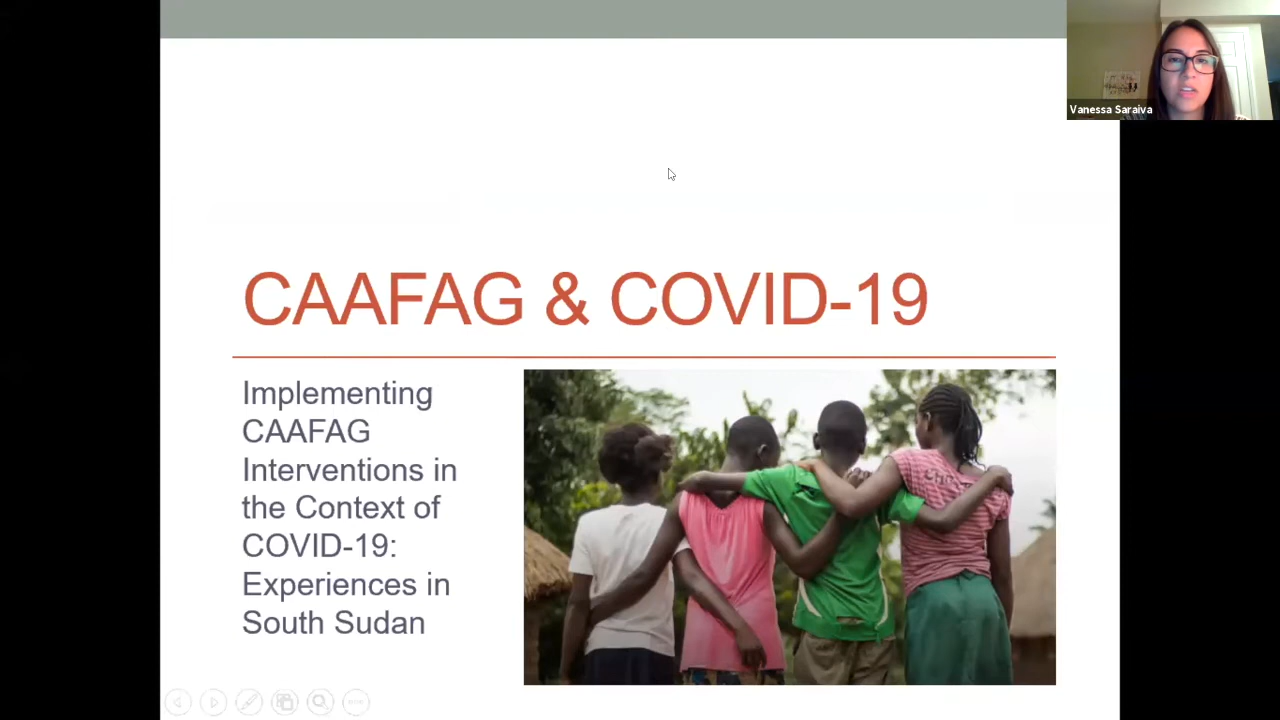 Vanessa Saraiva
CAAFAG & COVID-19
Implementing
CAAFAG
Interventions in
the Context of
COVID-19:
Experiences in
South Sudan